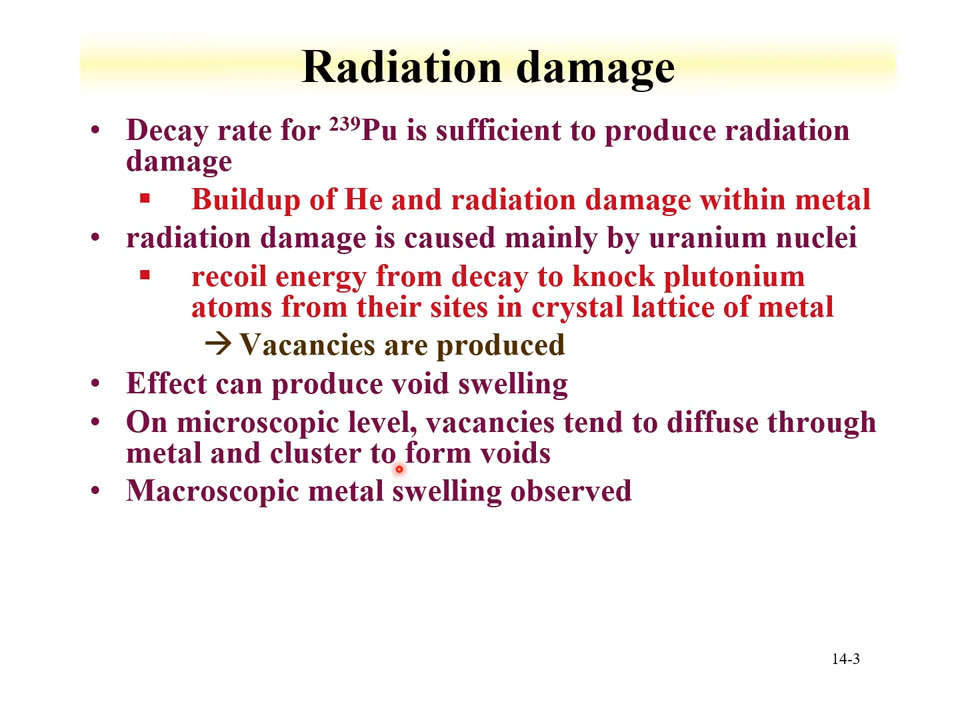 Radiation damage
• Decay rate for ²³⁹Pu is sufficient to produce radiation
damage
▪ Buildup of He and radiation damage within metal
• radiation damage is caused mainly by uranium nuclei
▪ recoil energy from decay to knock plutonium
atoms from their sites in crystal lattice of metal
→ Vacancies are produced
• Effect can produce void swelling
• On microscopic level, vacancies tend to diffuse through
metal and cluster to form voids
• Macroscopic metal swelling observed
14-3